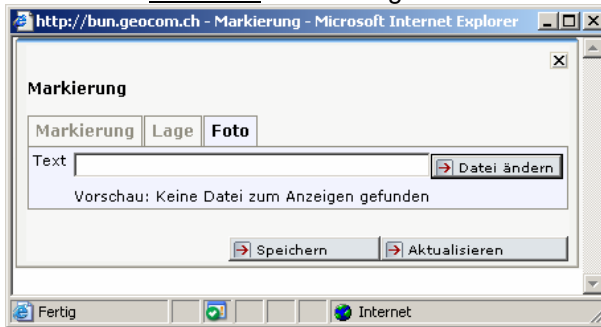 http://bun.geocom.ch - Markierung - Microsoft Internet Explorer
Markierung
Markierung Lage Foto
Text Datei ändern
Vorschau: Keine Datei zum Anzeigen gefunden
Speichern Aktualisieren
Fertig Internet